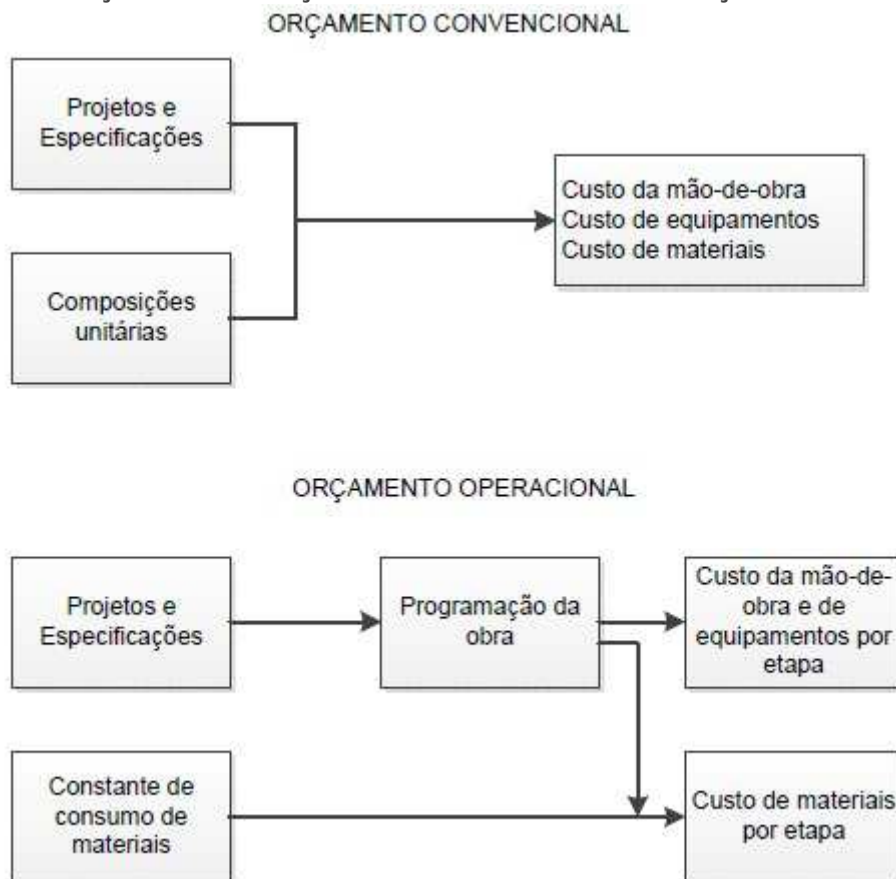 ORÇAMENTO CONVENCIONAL
Projetos e
Especificações
Composições
unitárias
Custo da mão-de-obra
Custo de equipamentos
Custo de materiais
ORÇAMENTO OPERACIONAL
Projetos e
Especificações
Programação da
obra
Custo da mão-de-
obra e de
equipamentos por
etapa
Constante de
consumo de
materiais
Custo de materiais
por etapa